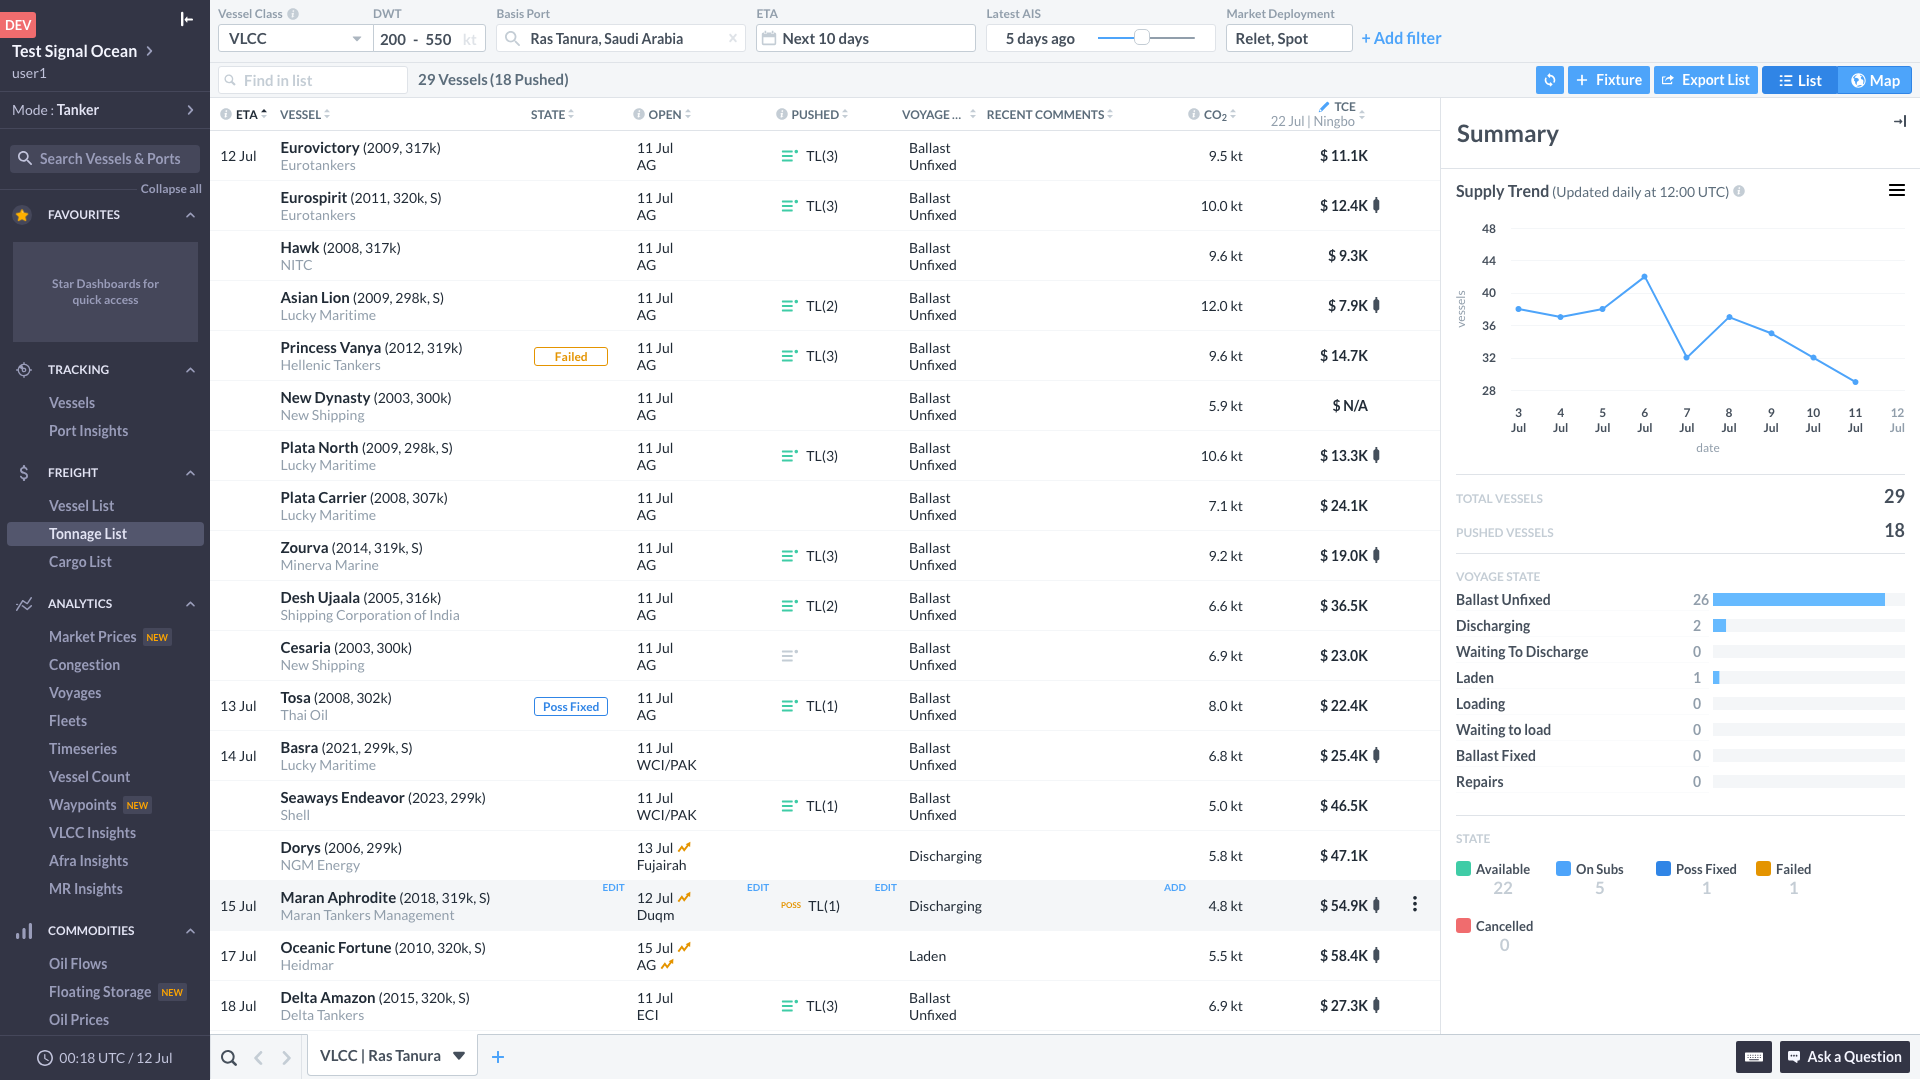 DEV
Test Signal Ocean
user1
Mode : Tanker
Search Vessels & Ports
Collapse all
FAVOURITES
Star Dashboards for
quick access
TRACKING
Vessels
Port Insights
FREIGHT
Vessel List
Tonnage List
Cargo List
ANALYTICS
Market Prices NEW
Congestion
Voyages
Fleets
Timeseries
Vessel Count
Waypoints NEW
VLCC Insights
Afra Insights
MR Insights
COMMODITIES
Oil Flows
Floating Storage NEW
Oil Prices
00:18 UTC / 12 Jul
Vessel Class DWT Basis Port ETA Latest AIS Market Deployment
VLCC 200 - 550 kt Ras Tanura, Saudi Arabia × Next 10 days 5 days ago Relet, Spot + Add filter
Find in list 29 Vessels (18 Pushed) + Fixture Export List List Map
ETA VESSEL STATE OPEN PUSHED VOYAGE ... RECENT COMMENTS CO2 TCE
22 Jul | Ningbo
12 Jul Eurovictory (2009, 317k) 11 Jul TL(3) Ballast 9.5 kt $ 11.1K
Eurotankers AG Unfixed
Eurospirit (2011, 320k, S) 11 Jul TL(3) Ballast 10.0 kt $ 12.4K
Eurotankers AG Unfixed
Hawk (2008, 317k) 11 Jul Ballast 9.6 kt $ 9.3K
NITC AG Unfixed
Asian Lion (2009, 298k, S) 11 Jul TL(2) Ballast 12.0 kt $ 7.9K
Lucky Maritime AG Unfixed
Princess Vanya (2012, 319k) Failed 11 Jul TL(3) Ballast 9.6 kt $ 14.7K
Hellenic Tankers AG Unfixed
New Dynasty (2003, 300k) 11 Jul Ballast 5.9 kt $ N/A
New Shipping AG Unfixed
Plata North (2009, 298k, S) 11 Jul TL(3) Ballast 10.6 kt $ 13.3K
Lucky Maritime AG Unfixed
Plata Carrier (2008, 307k) 11 Jul Ballast 7.1 kt $ 24.1K
Lucky Maritime AG Unfixed
Zourva (2014, 319k, S) 11 Jul TL(3) Ballast 9.2 kt $ 19.0K
Minerva Marine AG Unfixed
Desh Ujaala (2005, 316k) 11 Jul TL(2) Ballast 6.6 kt $ 36.5K
Shipping Corporation of India AG Unfixed
Cesaria (2003, 300k) 11 Jul Ballast 6.9 kt $ 23.0K
New Shipping AG Unfixed
13 Jul Tosa (2008, 302k) Poss Fixed 11 Jul TL(1) Ballast 8.0 kt $ 22.4K
Thai Oil AG Unfixed
14 Jul Basra (2021, 299k, S) 11 Jul Ballast 6.8 kt $ 25.4K
Lucky Maritime WCI/PAK Unfixed
Seaways Endeavor (2023, 299k) 11 Jul TL(1) Ballast 5.0 kt $ 46.5K
Shell WCI/PAK Unfixed
Dorys (2006, 299k) 13 Jul Discharging 5.8 kt $ 47.1K
NGM Energy Fujairah
EDIT EDIT EDIT ADD
15 Jul Maran Aphrodite (2018, 319k, S) 12 Jul POSS TL(1) Discharging 4.8 kt $ 54.9K
Maran Tankers Management Duqm
17 Jul Oceanic Fortune (2010, 320k, S) 15 Jul Laden 5.5 kt $ 58.4K
Heidmar AG
18 Jul Delta Amazon (2015, 320k, S) 11 Jul TL(3) Ballast 6.9 kt $ 27.3K
Delta Tankers ECI Unfixed
VLCC | Ras Tanura +
Summary
Supply Trend (Updated daily at 12:00 UTC)
48
44
40
36
32
28
vessels
3 4 5 6 7 8 9 10 11 12
Jul Jul Jul Jul Jul Jul Jul Jul Jul Jul
date
TOTAL VESSELS 29
PUSHED VESSELS 18
VOYAGE STATE
Ballast Unfixed 26
Discharging 2
Waiting To Discharge 0
Laden 1
Loading 0
Waiting to load 0
Ballast Fixed 0
Repairs 0
STATE
Available On Subs Poss Fixed Failed
22 5 1 1
Cancelled
0
Ask a Question